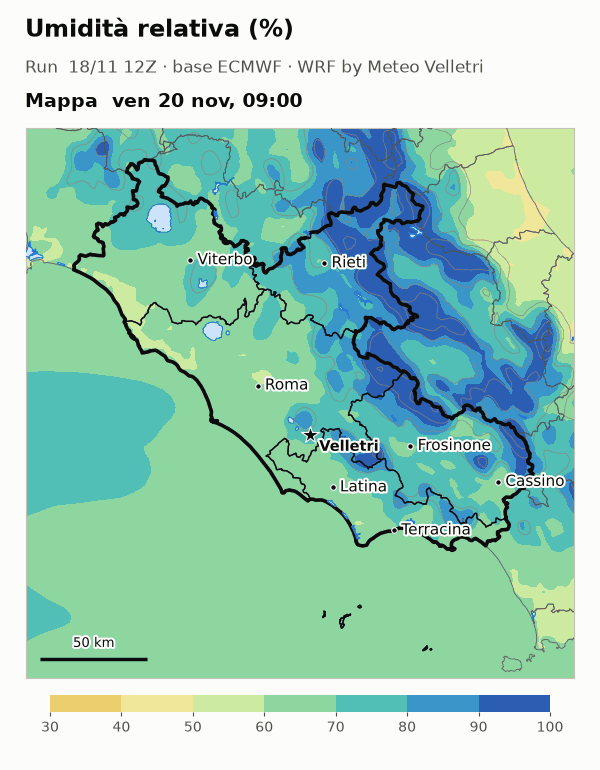 Umidità relativa (%)
Run  18/11 12Z · base ECMWF · WRF by Meteo Velletri
Mappa  ven 20 nov, 09:00
Viterbo
Rieti
Roma
Velletri
Frosinone
Cassino
Latina
Terracina
50 km
30 40 50 60 70 80 90 100